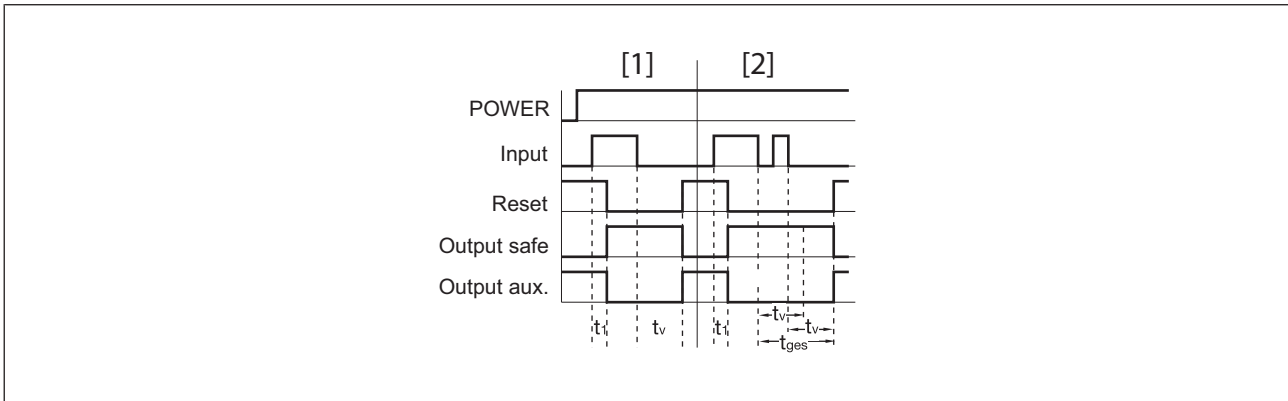 [1] [2]
POWER
Input
Reset
Output safe
Output aux.
tv
t1 tv t1 tv
tges